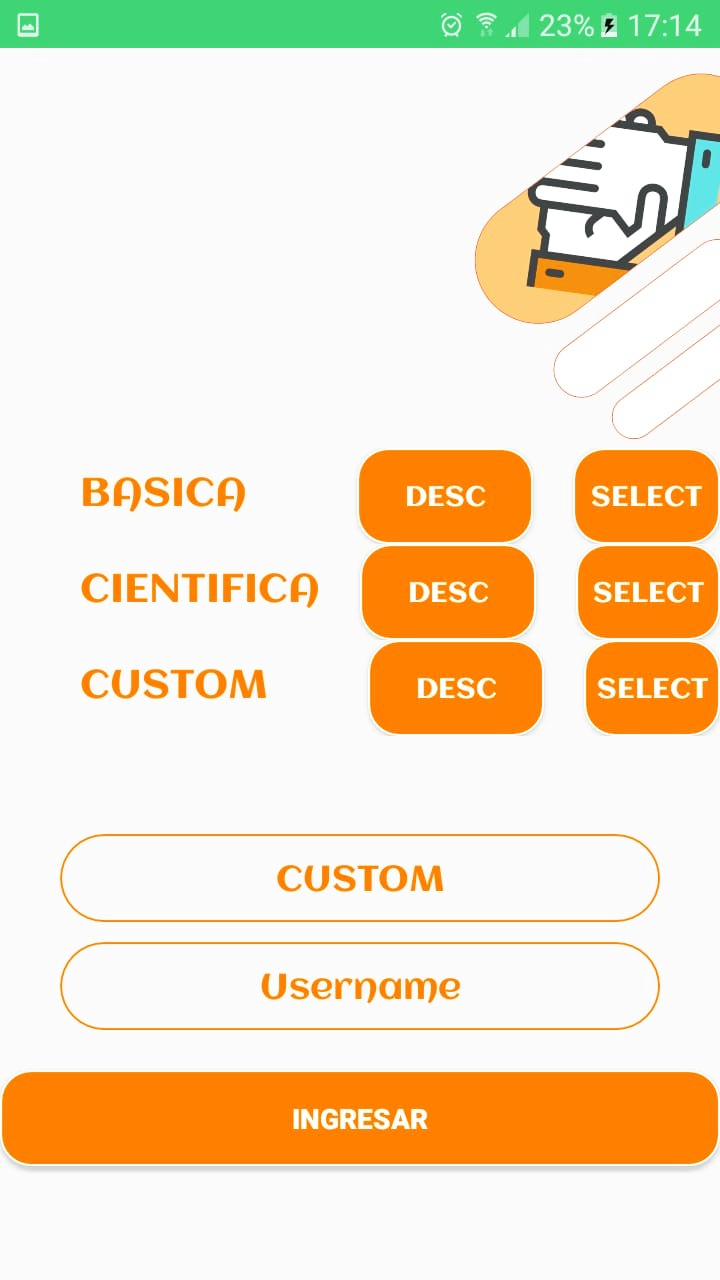 23% 17:14
BASICA DESC SELECT
CIENTIFICA DESC SELECT
CUSTOM DESC SELECT
CUSTOM
Username
INGRESAR